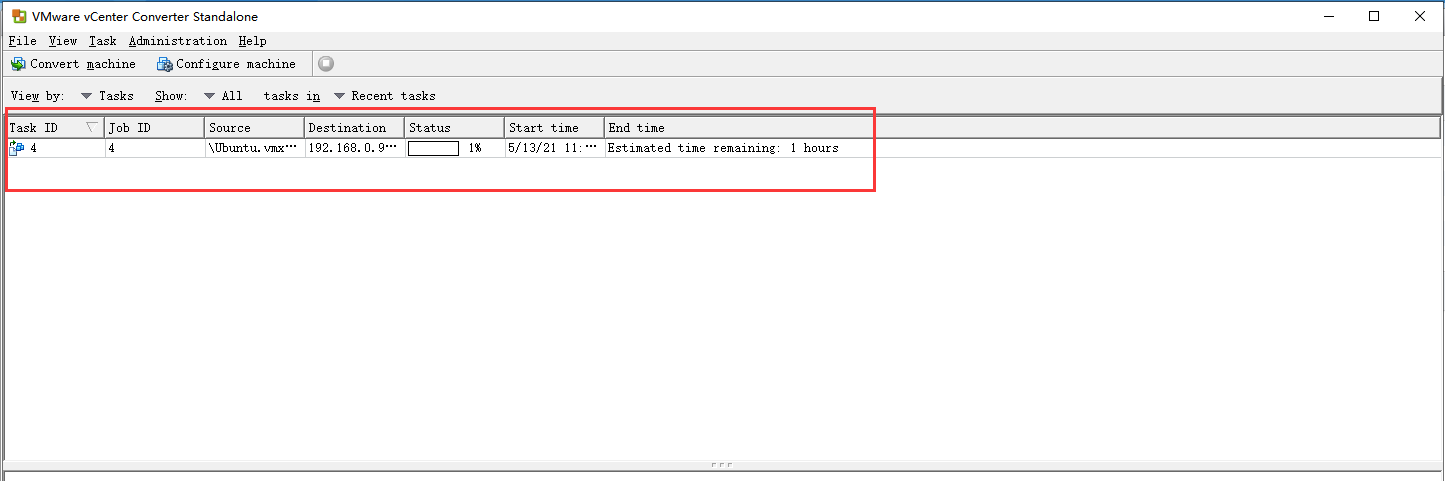 VMware vCenter Converter Standalone
File View Task Administration Help
Convert machine Configure machine
View by: Tasks Show: All tasks in Recent tasks
Task ID Job ID Source Destination Status Start time End time
4 4 \Ubuntu.vmx... 192.168.0.9... 1% 5/13/21 11:... Estimated time remaining: 1 hours